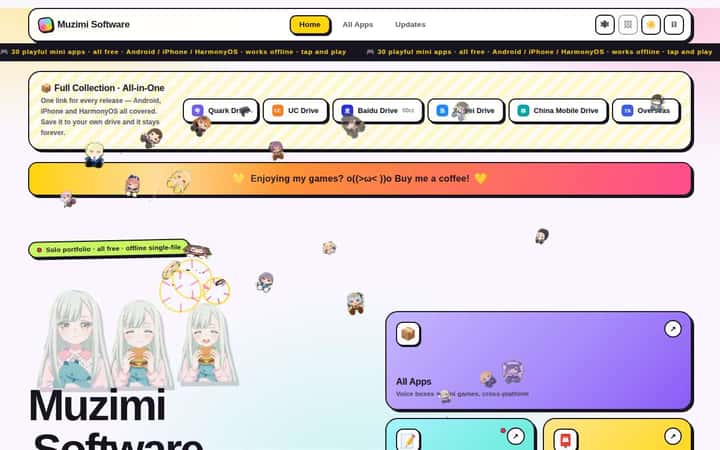 Muzimi Software
Home
All Apps
Updates
30 playful mini apps · all free · Android / iPhone / HarmonyOS · works offline · tap and play
30 playful mini apps · all free · Android / iPhone / HarmonyOS · works offline · tap and play
Full Collection · All-in-One
One link for every release — Android,
iPhone and HarmonyOS all covered.
Save it to your own drive and it stays
forever.
Quark Drive
UC Drive
Baidu Drive
China Mobile Drive
Overseas
Enjoying my games? o((>ω< ))o Buy me a coffee!
Solo portfolio · all free · offline single-file
Muzimi
Software
All Apps
Voice boxes games, cross-platform